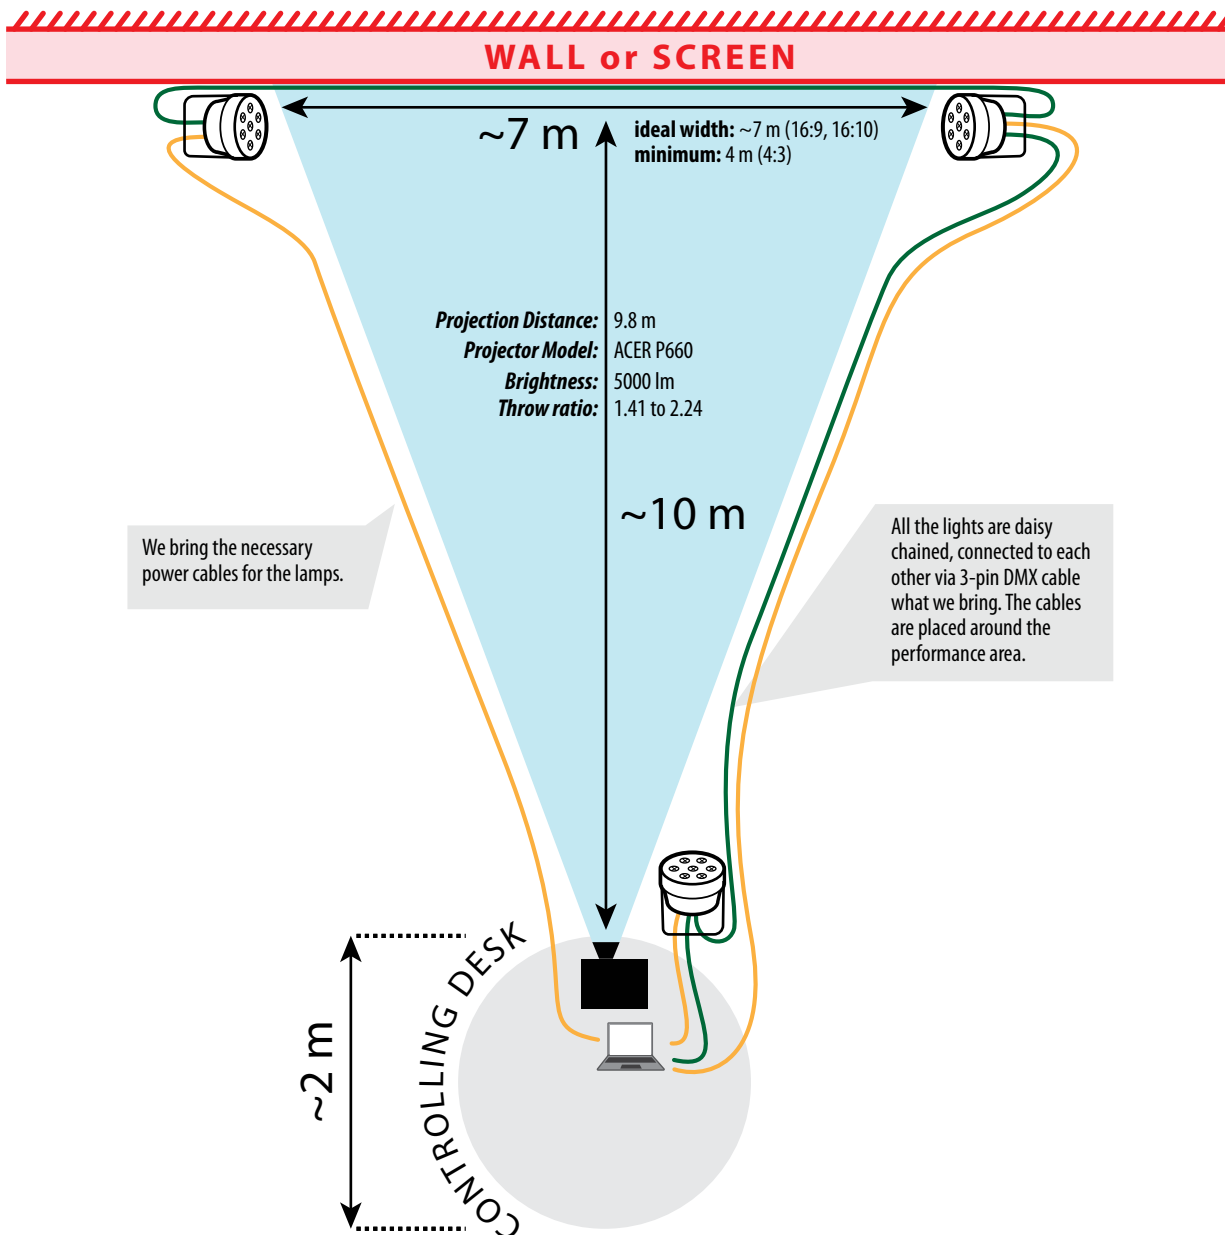 WALL or SCREEN
~7 m
ideal width: ~7 m (16:9, 16:10)
minimum: 4 m (4:3)
Projection Distance: 9.8 m
Projector Model: ACER P660
Brightness: 5000 lm
Throw ratio: 1.41 to 2.24
~10 m
We bring the necessary
power cables for the lamps.
All the lights are daisy
chained, connected to each
other via 3-pin DMX cable
what we bring. The cables
are placed around the
performance area.
CONTROLLING DESK
~2 m